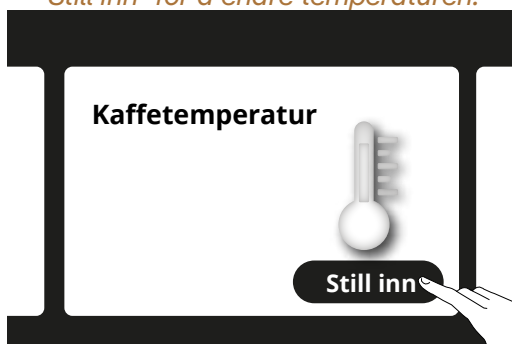 "Still inn" for å endre temperaturen.
Kaffetemperatur
Still inn